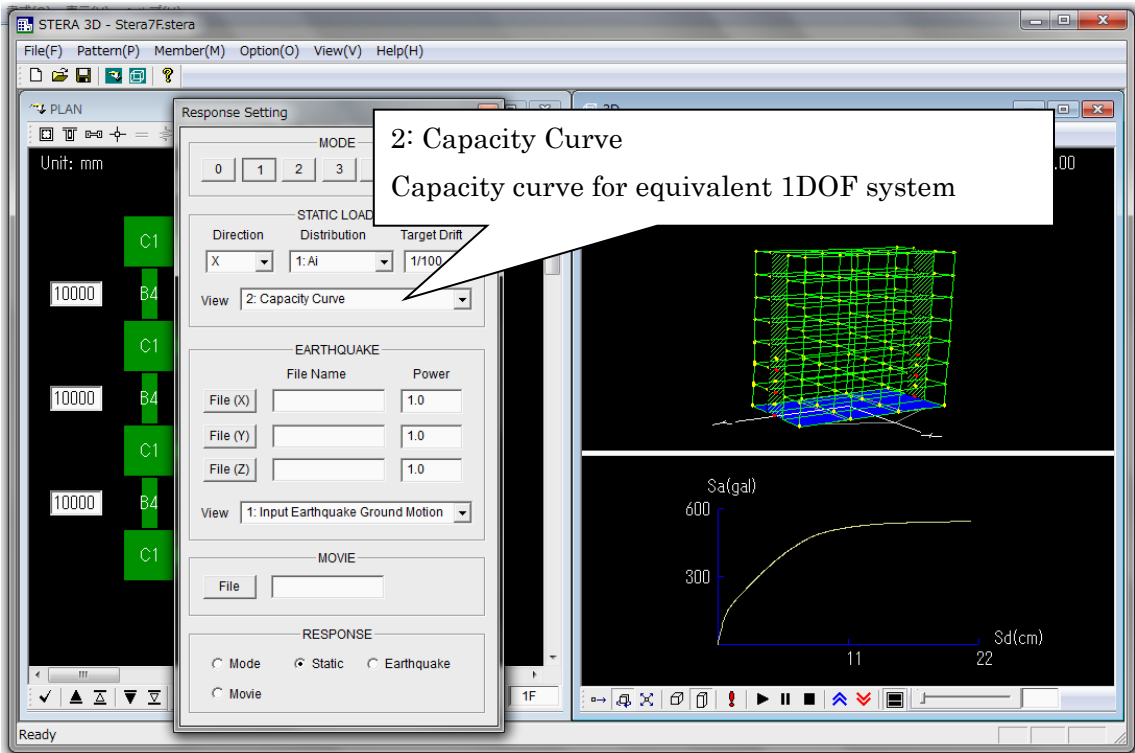 STERA 3D - Stera7F.stera
File(F) Pattern(P) Member(M) Option(O) View(V) Help(H)
PLAN
Unit: mm
C1
10000 B4
C1
10000 B4
C1
10000 B4
C1
1F
Response Setting
MODE
0 1 2 3
STATIC LOAD
Direction Distribution Target Drift
X 1: Ai 1/100
View 2: Capacity Curve
EARTHQUAKE
File Name Power
File (X) 1.0
File (Y) 1.0
File (Z) 1.0
View 1: Input Earthquake Ground Motion
MOVIE
File
RESPONSE
Mode Static Earthquake
Movie
2: Capacity Curve
Capacity curve for equivalent 1DOF system
.00
Sa(gal)
600
300
Sd(cm)
11 22
Ready